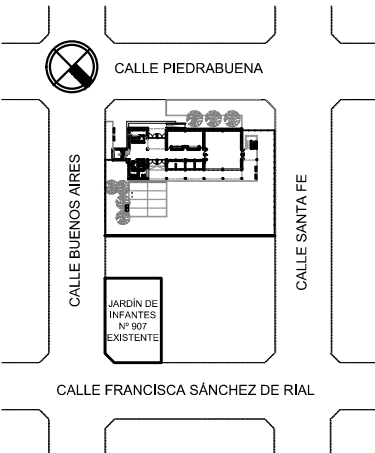 CALLE PIEDRABUENA
CALLE BUENOS AIRES
CALLE SANTA FE
JARDÍN DE
INFANTES
Nº 907
EXISTENTE
CALLE FRANCISCA SÁNCHEZ DE RIAL